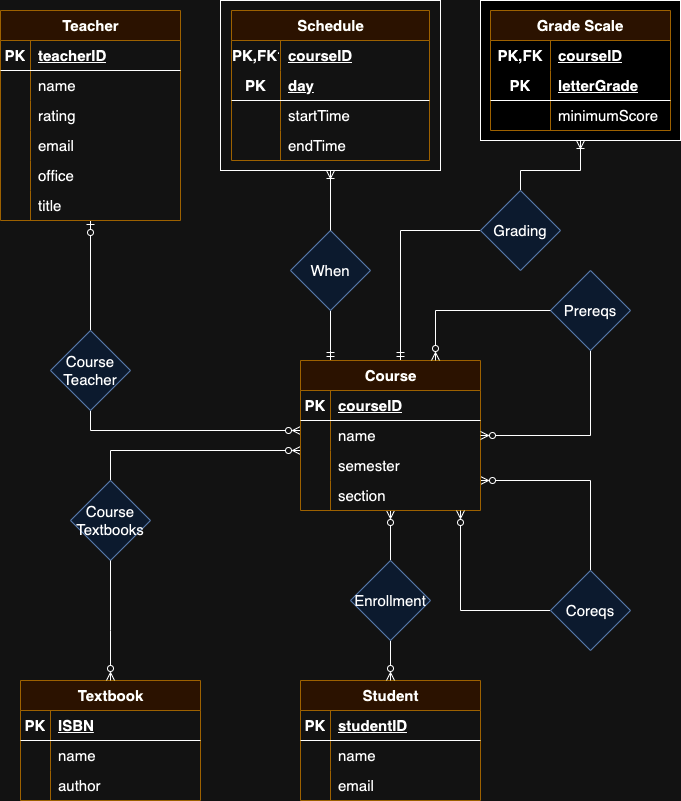 Teacher
PK teacherID
name
rating
email
office
title
Schedule
PK,FK courseID
PK day
startTime
endTime
Grade Scale
PK,FK courseID
PK letterGrade
minimumScore
When
Grading
Prereqs
Course
Teacher
Course
PK courseID
name
semester
section
Course
Textbooks
Enrollment
Coreqs
Textbook
PK ISBN
name
author
Student
PK studentID
name
email